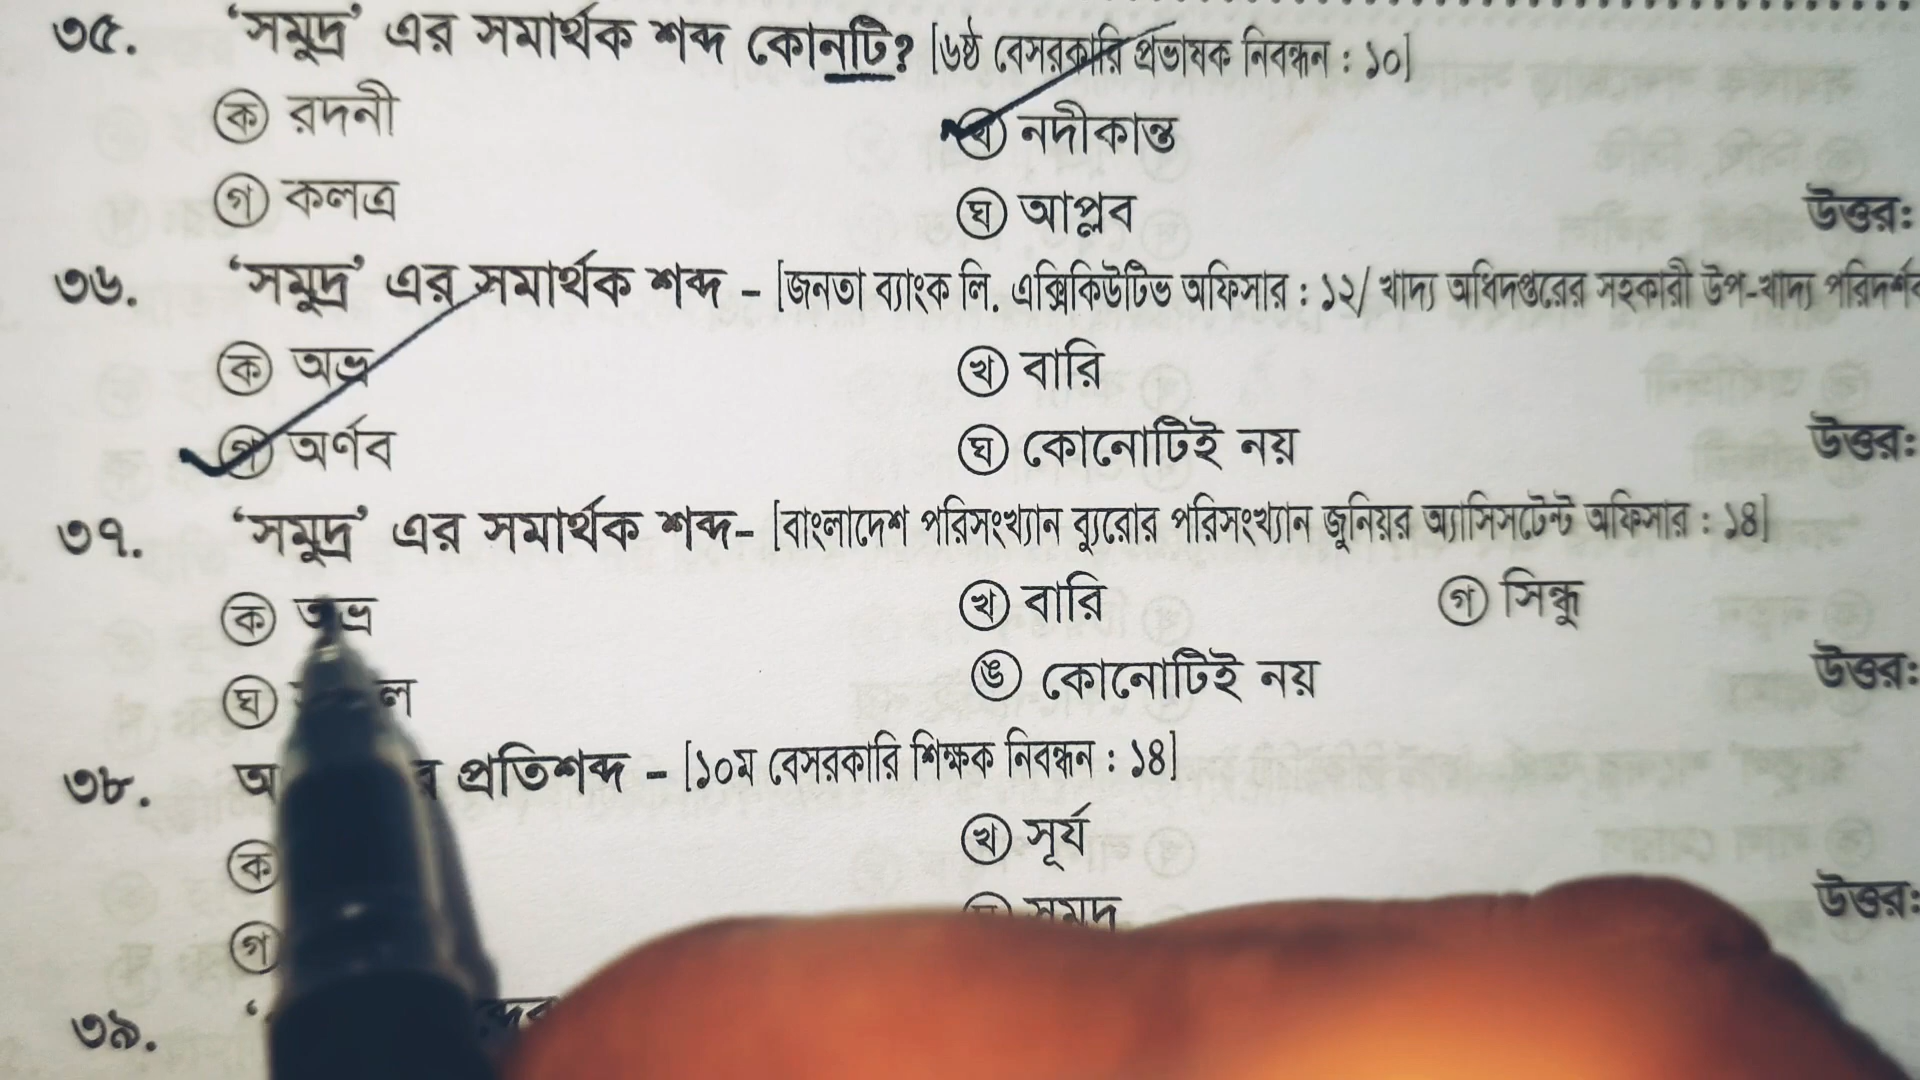 ৩৫. ‘সমুদ্র’ এর সমার্থক শব্দ কোনটি? [৬ষ্ঠ বেসরকারি প্রভাষক নিবন্ধন : ১০]
ক রদনী খ নদীকান্ত
গ কলত্র ঘ আপ্লব উত্তর:
৩৬. ‘সমুদ্র’ এর সমার্থক শব্দ – [জনতা ব্যাংক লি. এক্সিকিউটিভ অফিসার : ১২/ খাদ্য অধিদপ্তরের সহকারী উপ-খাদ্য
ক অভ্র খ বারি
গ অর্ণব ঘ কোনোটিই নয় উত্তর:
৩৭. ‘সমুদ্র’ এর সমার্থক শব্দ– [বাংলাদেশ পরিসংখ্যান ব্যুরোর পরিসংখ্যান জুনিয়র অ্যাসিসটেন্ট অফিসার : ১৪]
ক অভ্র খ বারি গ সিন্ধু
ঘ ঙ কোনোটিই নয় উত্তর:
৩৮. প্রতিশব্দ – [১০ম বেসরকারি শিক্ষক নিবন্ধন : ১৪]
ক খ সূর্য
গ উত্তর:
৩৯.